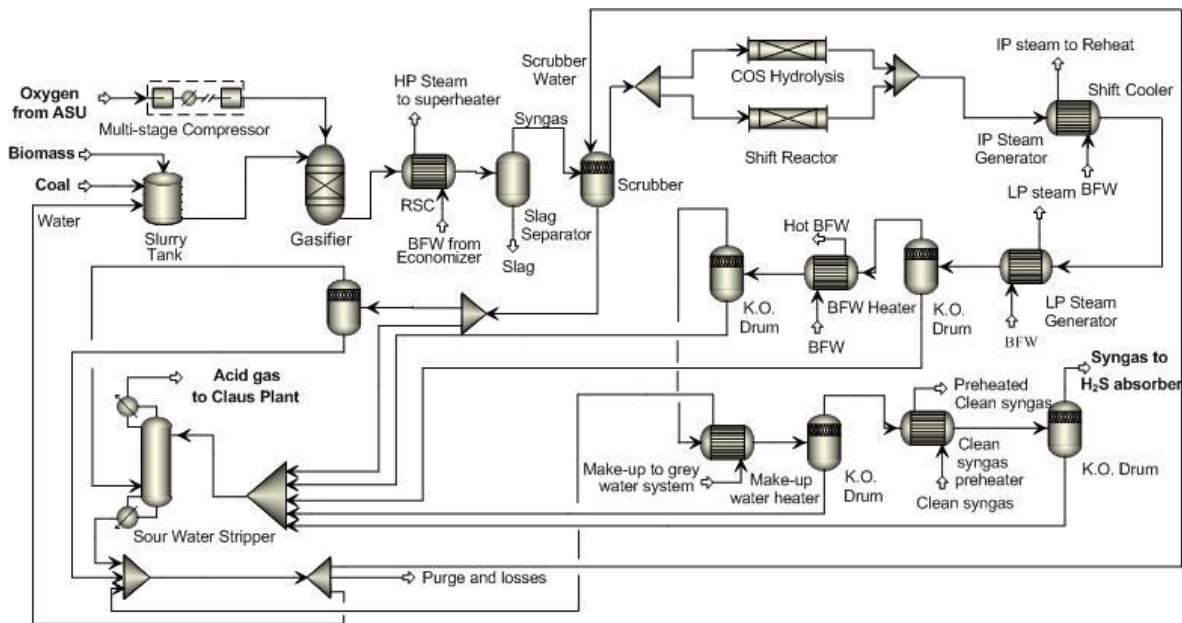 Oxygen
from ASU
Multi-stage Compressor
Biomass
Coal
Water
Slurry
Tank
Gasifier
HP Steam
to superheater
RSC
BFW from
Economizer
Syngas
Slag
Separator
Slag
Scrubber
Water
Scrubber
COS Hydrolysis
Shift Reactor
IP steam to Reheat
Shift Cooler
IP Steam
Generator
BFW
LP steam
LP Steam
Generator
BFW
K.O.
Drum
Hot BFW
BFW Heater
BFW
K.O.
Drum
Acid gas
to Claus Plant
Sour Water Stripper
Make-up to grey
water system
Make-up
water heater
K.O.
Drum
Preheated
Clean syngas
Clean
syngas
preheater
Clean syngas
Syngas to
H₂S absorber
K.O. Drum
Purge and losses